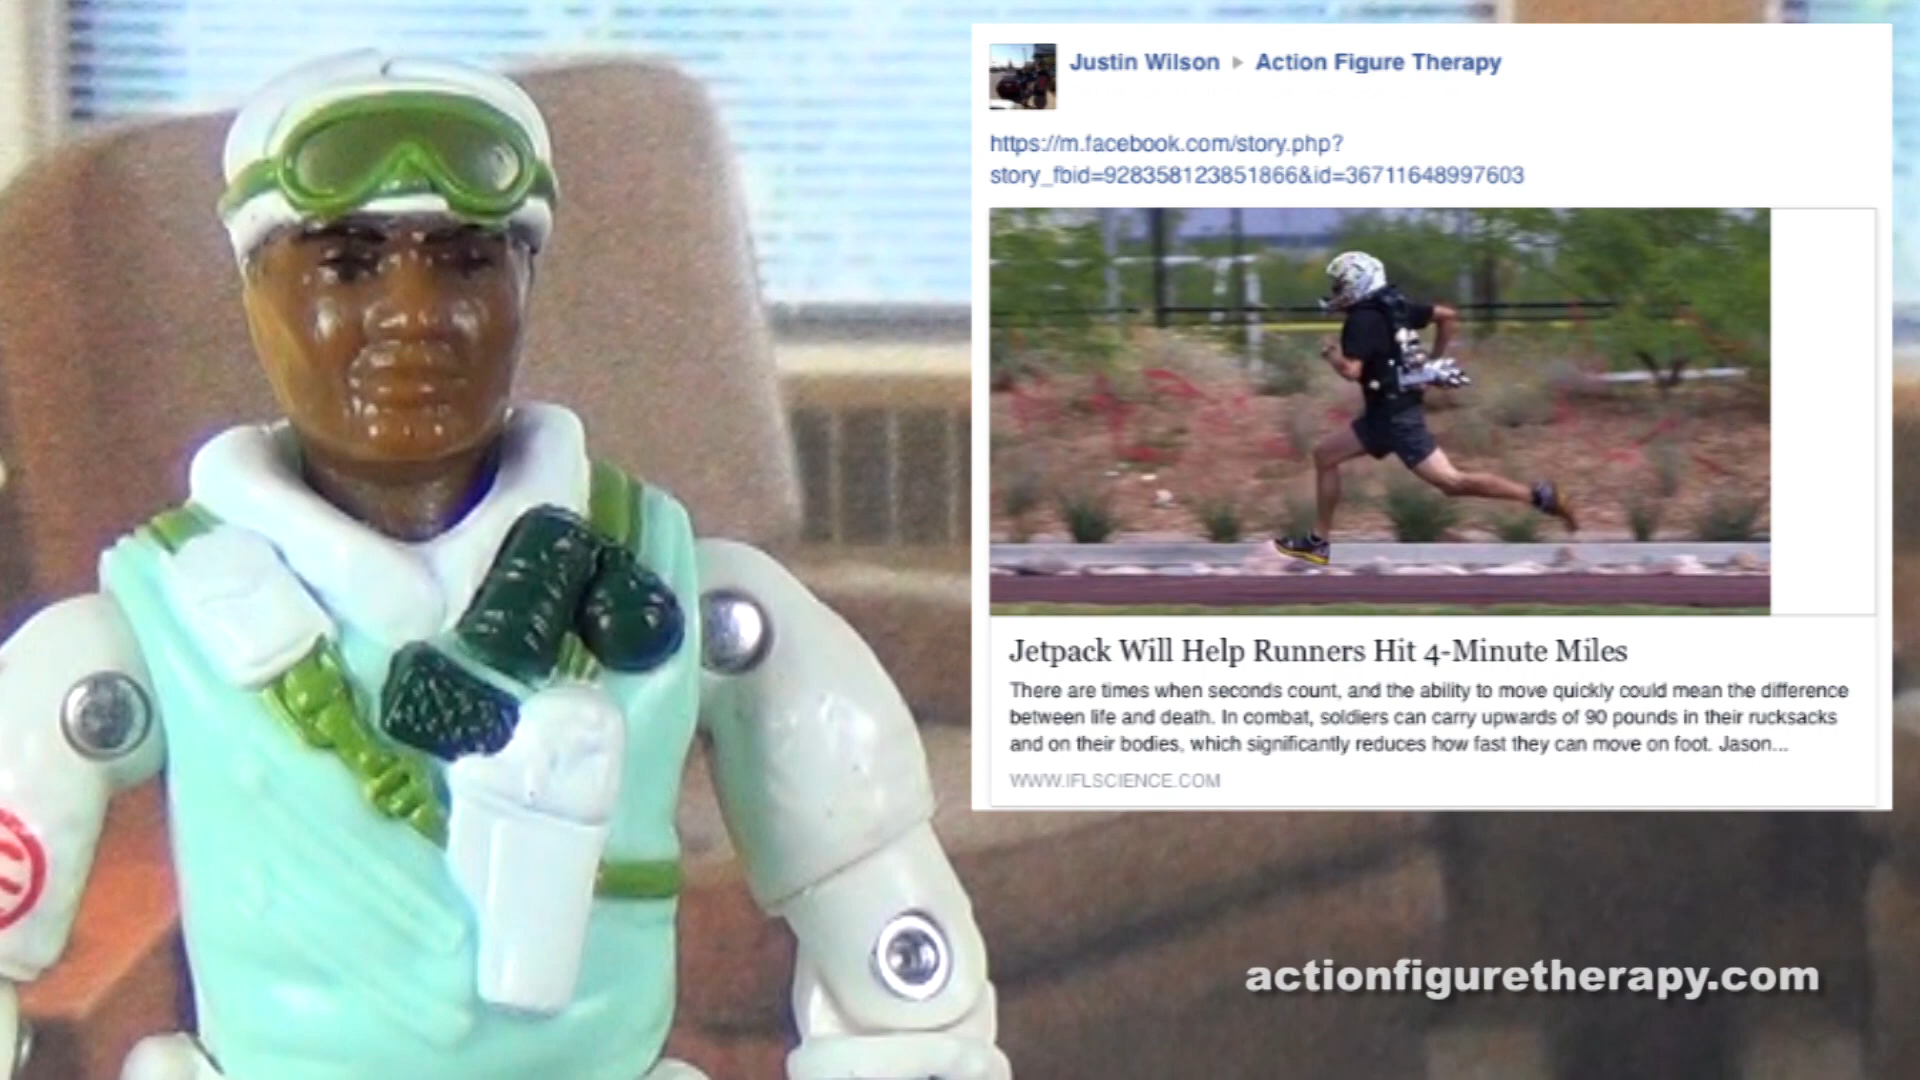 Justin Wilson ▸ Action Figure Therapy
https://m.facebook.com/story.php?
story_fbid=928358123851866&id=36711648997603
Jetpack Will Help Runners Hit 4-Minute Miles
There are times when seconds count, and the ability to move quickly could mean the difference
between life and death. In combat, soldiers can carry upwards of 90 pounds in their rucksacks
and on their bodies, which significantly reduces how fast they can move on foot. Jason...
WWW.IFLSCIENCE.COM
actionfiguretherapy.com